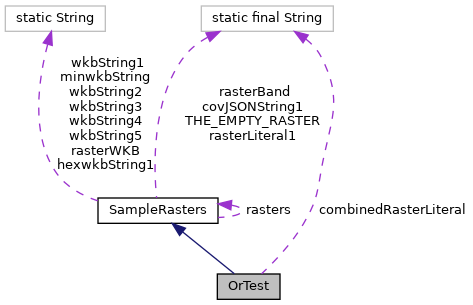 static String
static final String
wkbString1
minwkbString
wkbString2
wkbString3
wkbString4
wkbString5
rasterWKB
hexwkbString1
rasterBand
covJSONString1
THE_EMPTY_RASTER
rasterLiteral1
SampleRasters
rasters
combinedRasterLiteral
OrTest